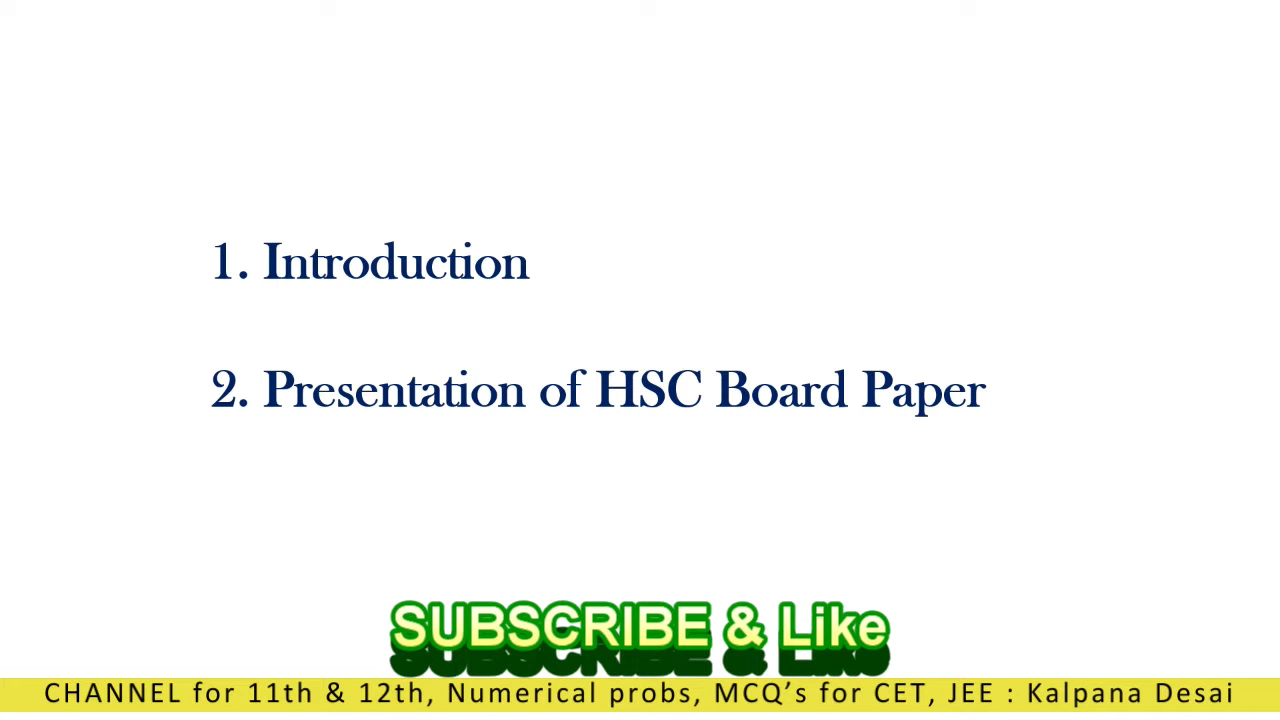 1. Introduction
2. Presentation of HSC Board Paper
SUBSCRIBE & Like
CHANNEL for 11th & 12th, Numerical probs, MCQ’s for CET, JEE : Kalpana Desai